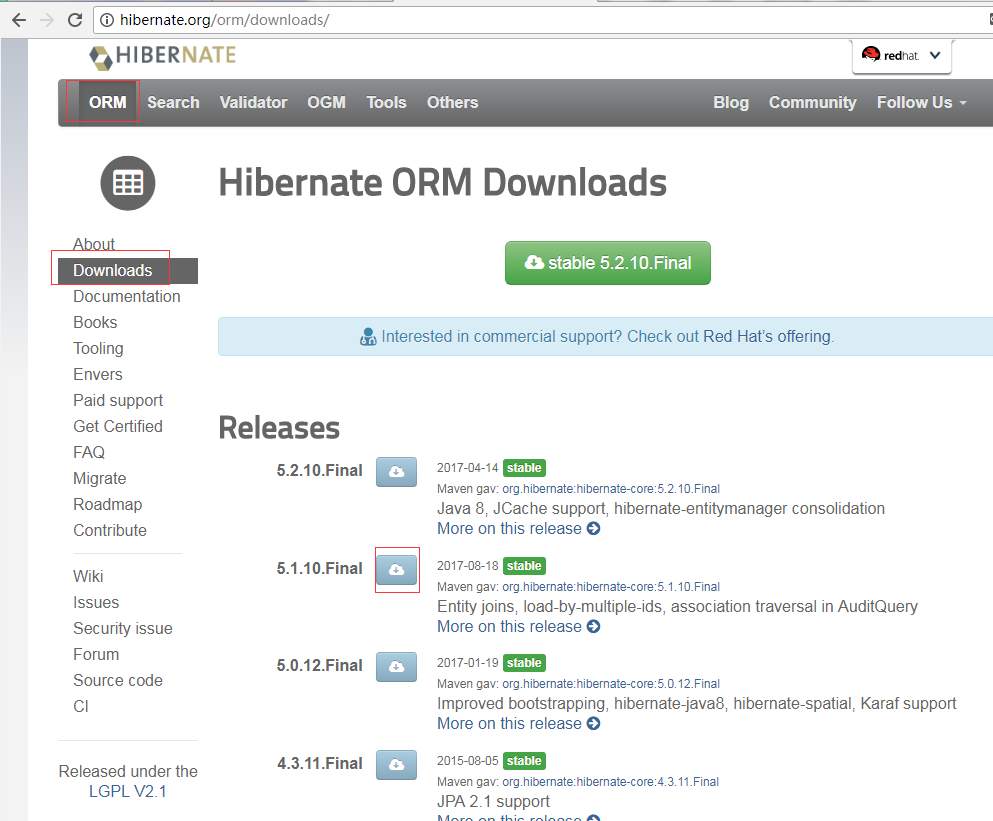 hibernate.org/orm/downloads/
HIBERNATE
redhat.
ORM Search Validator OGM Tools Others Blog Community Follow Us
Hibernate ORM Downloads
About
Downloads
Documentation
Books
Tooling
Envers
Paid support
Get Certified
FAQ
Migrate
Roadmap
Contribute
Wiki
Issues
Security issue
Forum
Source code
CI
Released under the
LGPL V2.1
stable 5.2.10.Final
Interested in commercial support? Check out Red Hat's offering.
Releases
5.2.10.Final
2017-04-14 stable
Maven gav: org.hibernate:hibernate-core:5.2.10.Final
Java 8, JCache support, hibernate-entitymanager consolidation
More on this release
5.1.10.Final
2017-08-18 stable
Maven gav: org.hibernate:hibernate-core:5.1.10.Final
Entity joins, load-by-multiple-ids, association traversal in AuditQuery
More on this release
5.0.12.Final
2017-01-19 stable
Maven gav: org.hibernate:hibernate-core:5.0.12.Final
Improved bootstrapping, hibernate-java8, hibernate-spatial, Karaf support
More on this release
4.3.11.Final
2015-08-05 stable
Maven gav: org.hibernate:hibernate-core:4.3.11.Final
JPA 2.1 support
More on this release